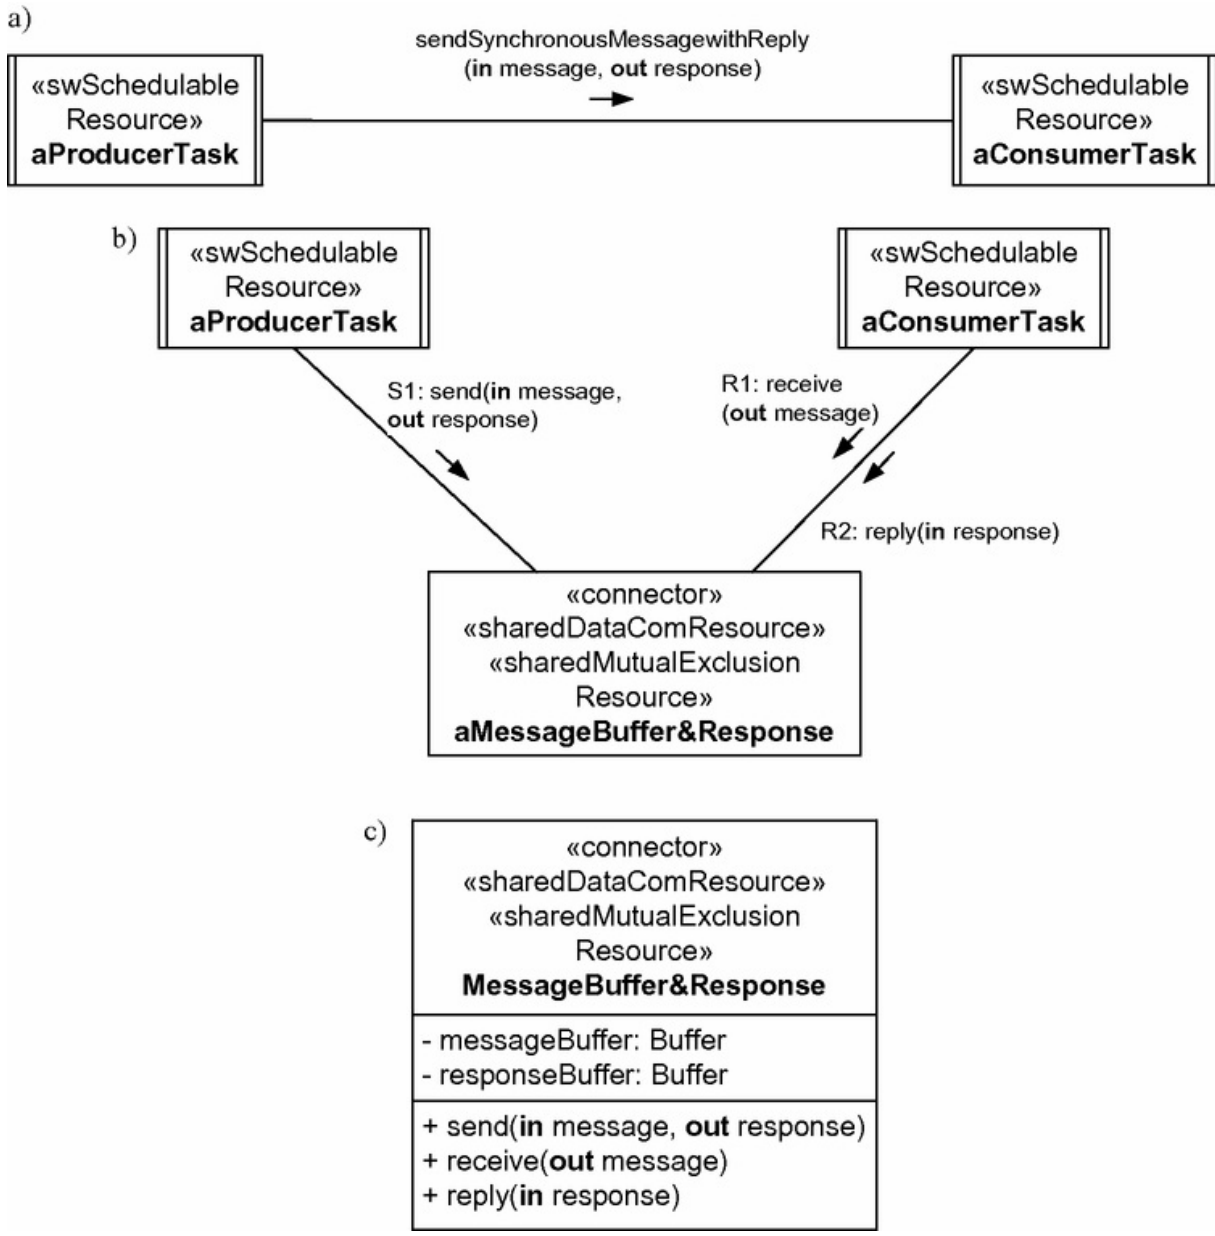 a)
sendSynchronousMessagewithReply
(in message, out response)
«swSchedulable
Resource»
aProducerTask
«swSchedulable
Resource»
aConsumerTask
b)
«swSchedulable
Resource»
aProducerTask
«swSchedulable
Resource»
aConsumerTask
S1: send(in message,
out response)
R1: receive
(out message)
R2: reply(in response)
«connector»
«sharedDataComResource»
«sharedMutualExclusion
Resource»
aMessageBuffer&Response
c)
«connector»
«sharedDataComResource»
«sharedMutualExclusion
Resource»
MessageBuffer&Response
- messageBuffer: Buffer
- responseBuffer: Buffer
+ send(in message, out response)
+ receive(out message)
+ reply(in response)